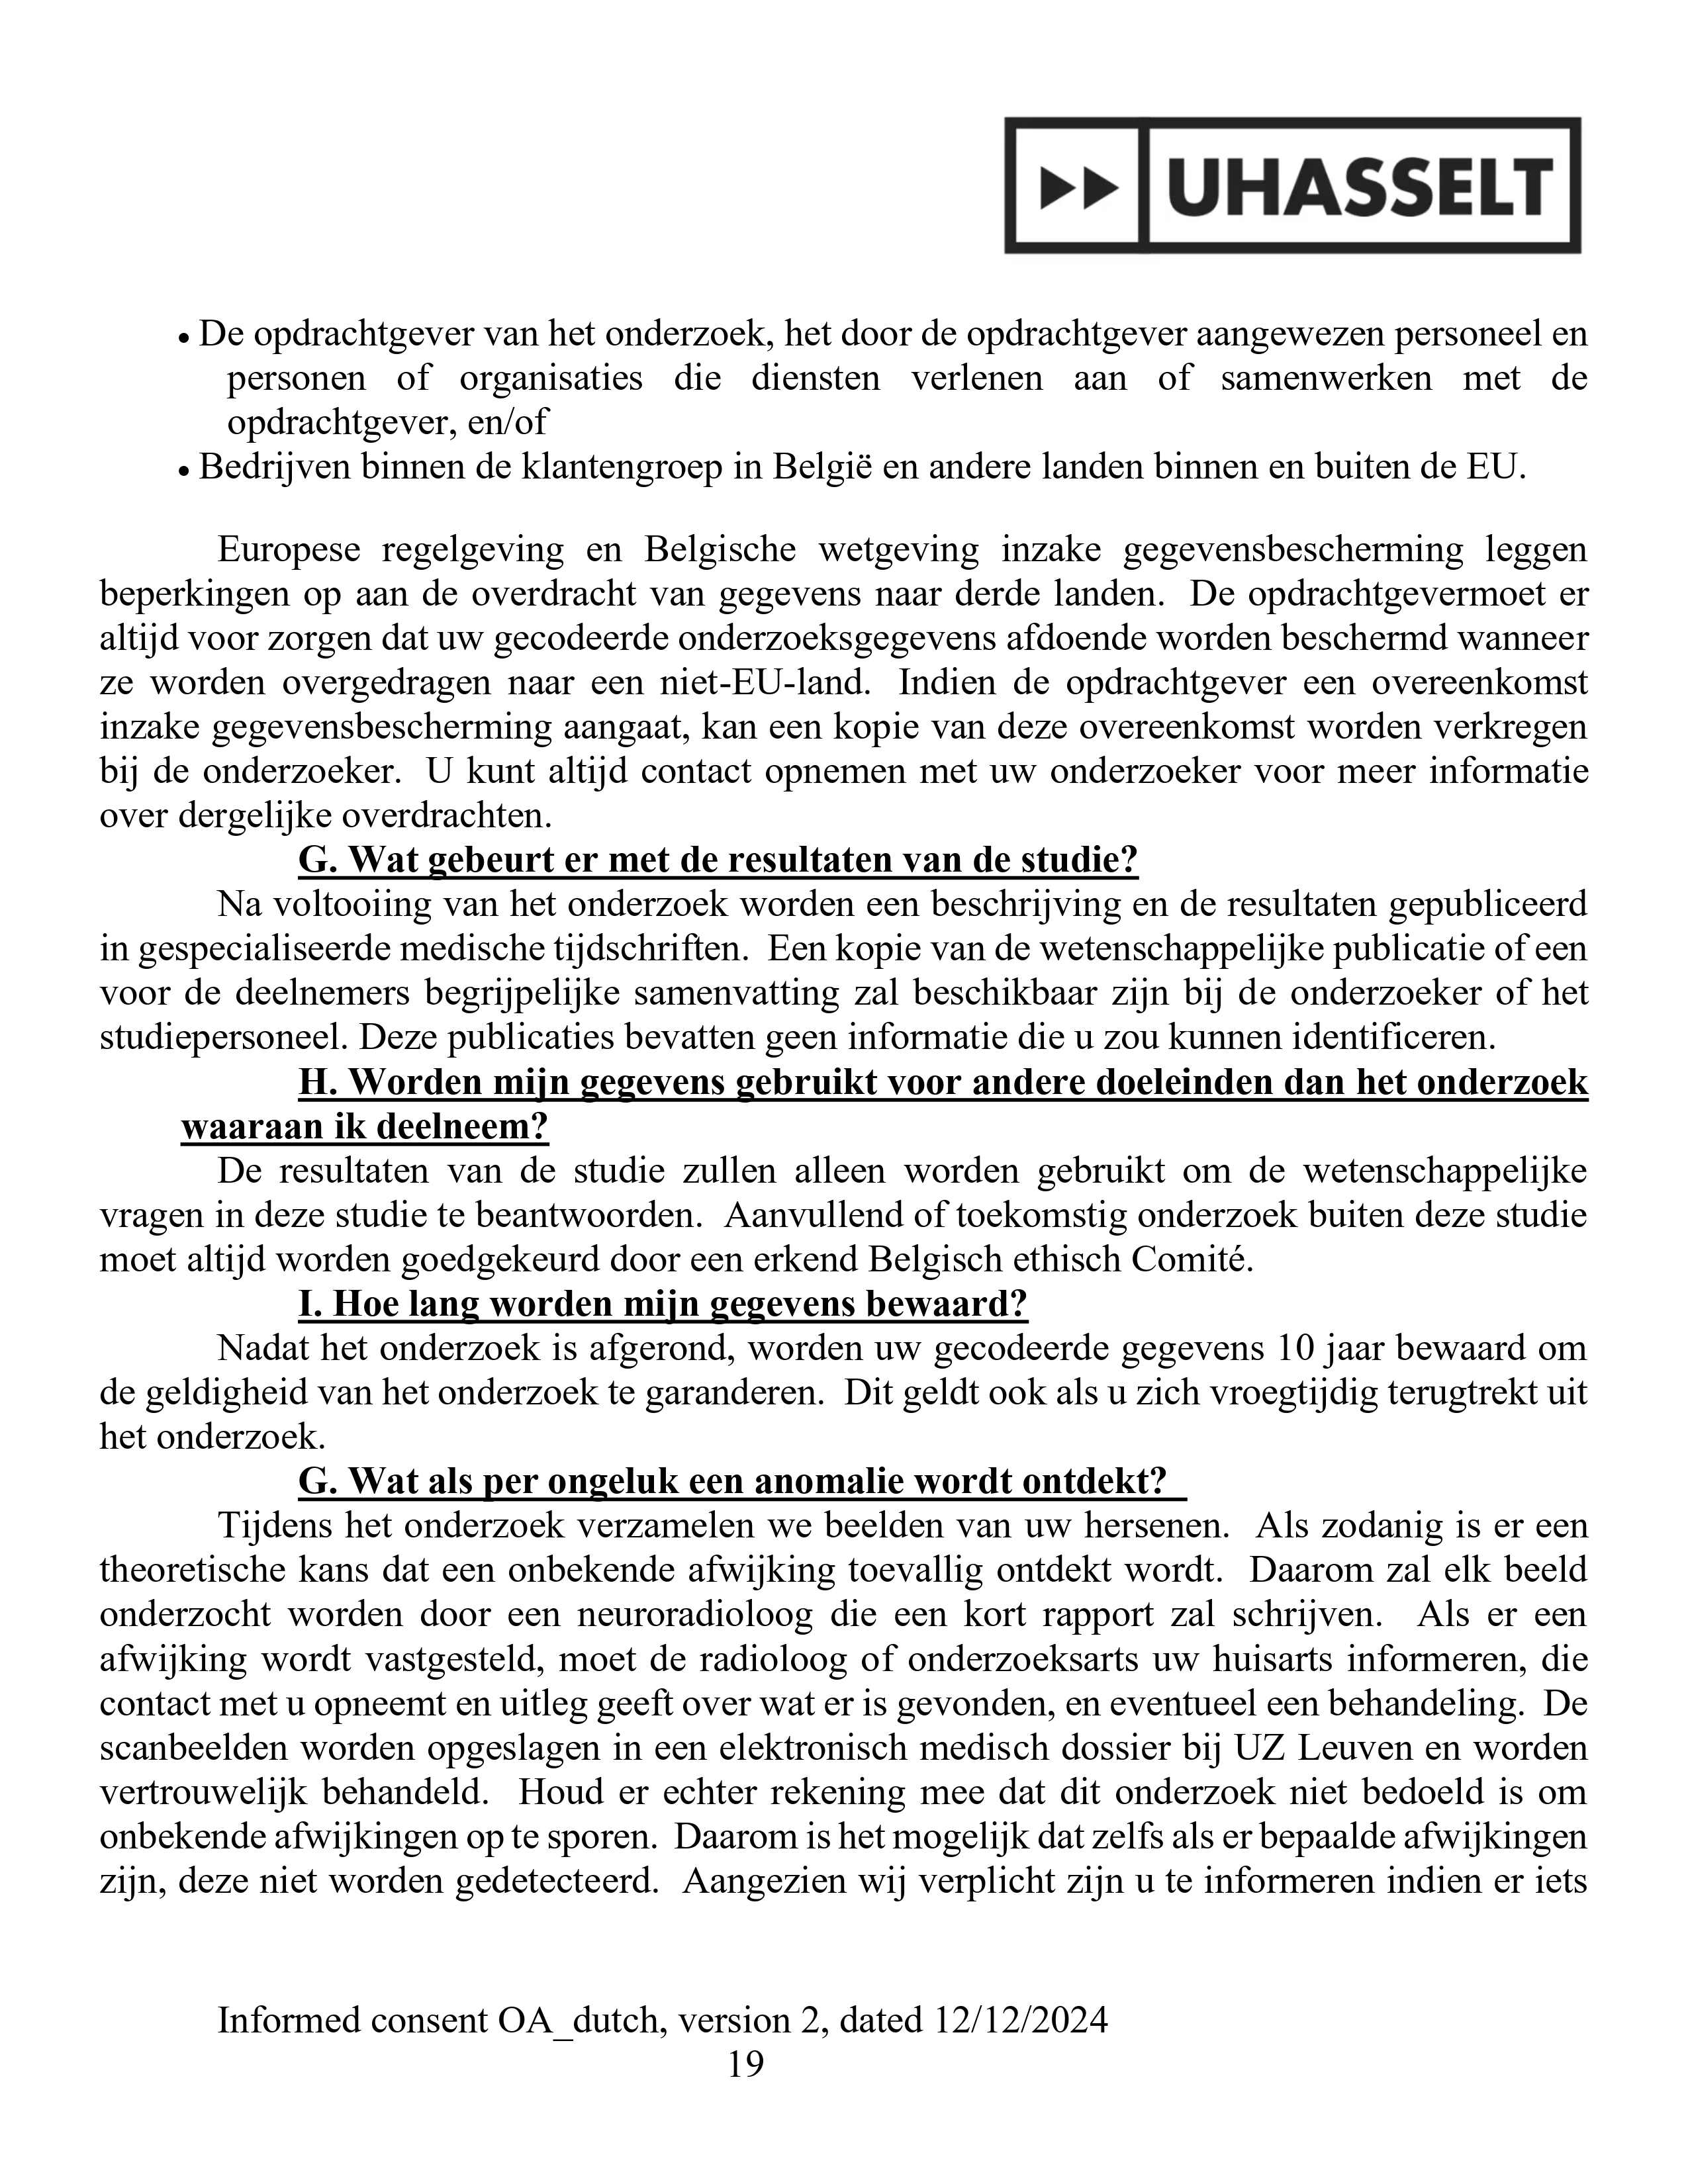 UHASSELT
• De opdrachtgever van het onderzoek, het door de opdrachtgever aangewezen personeel en
personen of organisaties die diensten verlenen aan of samenwerken met de
opdrachtgever, en/of
• Bedrijven binnen de klantengroep in België en andere landen binnen en buiten de EU.
Europese regelgeving en Belgische wetgeving inzake gegevensbescherming leggen
beperkingen op aan de overdracht van gegevens naar derde landen. De opdrachtgevermoet er
altijd voor zorgen dat uw gecodeerde onderzoeksgegevens afdoende worden beschermd wanneer
ze worden overgedragen naar een niet-EU-land. Indien de opdrachtgever een overeenkomst
inzake gegevensbescherming aangaat, kan een kopie van deze overeenkomst worden verkregen
bij de onderzoeker. U kunt altijd contact opnemen met uw onderzoeker voor meer informatie
over dergelijke overdrachten.
G. Wat gebeurt er met de resultaten van de studie?
Na voltooiing van het onderzoek worden een beschrijving en de resultaten gepubliceerd
in gespecialiseerde medische tijdschriften. Een kopie van de wetenschappelijke publicatie of een
voor de deelnemers begrijpelijke samenvatting zal beschikbaar zijn bij de onderzoeker of het
studiepersoneel. Deze publicaties bevatten geen informatie die u zou kunnen identificeren.
H. Worden mijn gegevens gebruikt voor andere doeleinden dan het onderzoek
waaraan ik deelneem?
De resultaten van de studie zullen alleen worden gebruikt om de wetenschappelijke
vragen in deze studie te beantwoorden. Aanvullend of toekomstig onderzoek buiten deze studie
moet altijd worden goedgekeurd door een erkend Belgisch ethisch Comité.
I. Hoe lang worden mijn gegevens bewaard?
Nadat het onderzoek is afgerond, worden uw gecodeerde gegevens 10 jaar bewaard om
de geldigheid van het onderzoek te garanderen. Dit geldt ook als u zich vroegtijdig terugtrekt uit
het onderzoek.
G. Wat als per ongeluk een anomalie wordt ontdekt?
Tijdens het onderzoek verzamelen we beelden van uw hersenen. Als zodanig is er een
theoretische kans dat een onbekende afwijking toevallig ontdekt wordt. Daarom zal elk beeld
onderzocht worden door een neuroradioloog die een kort rapport zal schrijven. Als er een
afwijking wordt vastgesteld, moet de radioloog of onderzoeksarts uw huisarts informeren, die
contact met u opneemt en uitleg geeft over wat er is gevonden, en eventueel een behandeling. De
scanbeelden worden opgeslagen in een elektronisch medisch dossier bij UZ Leuven en worden
vertrouwelijk behandeld. Houd er echter rekening mee dat dit onderzoek niet bedoeld is om
onbekende afwijkingen op te sporen. Daarom is het mogelijk dat zelfs als er bepaalde afwijkingen
zijn, deze niet worden gedetecteerd. Aangezien wij verplicht zijn u te informeren indien er iets
Informed consent OA_dutch, version 2, dated 12/12/2024
19